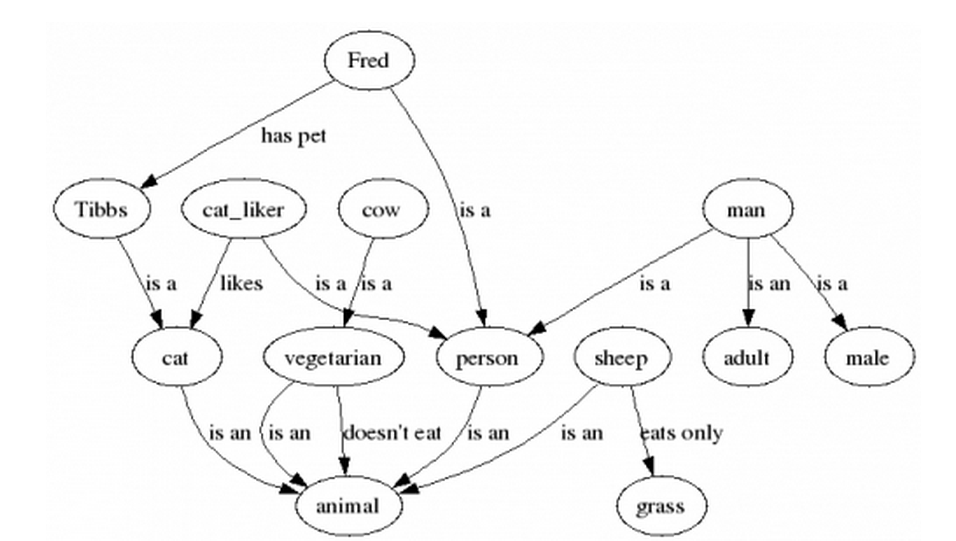 Fred
has pet
Tibbs
cat_liker
cow
is a
man
is a
likes
is a
is a
is a
is an
is a
cat
vegetarian
person
sheep
adult
male
is an
is an
doesn't eat
is an
is an
eats only
animal
grass